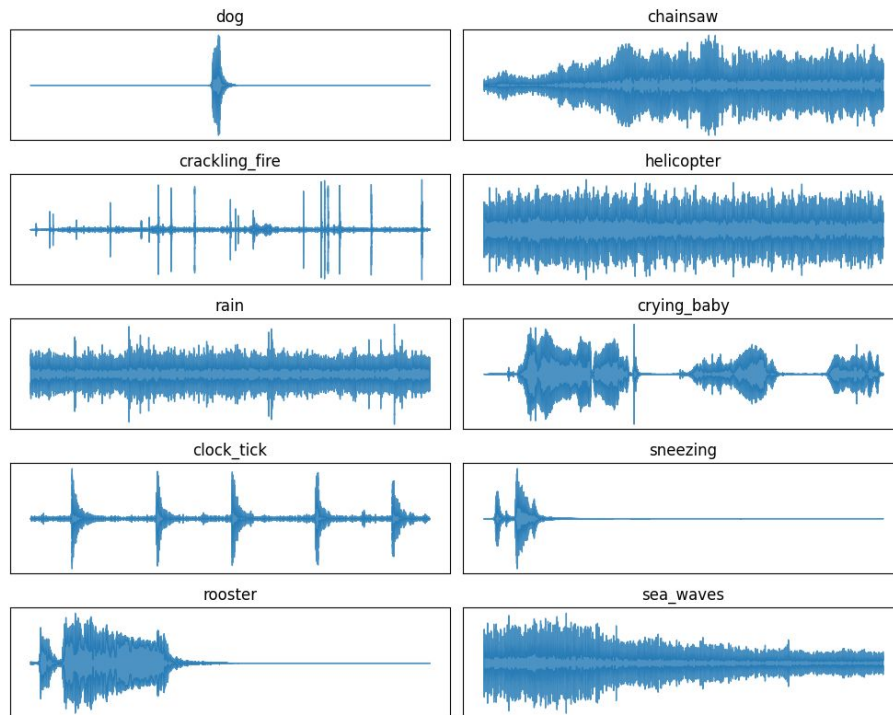 dog
chainsaw
crackling_fire
helicopter
rain
crying_baby
clock_tick
sneezing
rooster
sea_waves